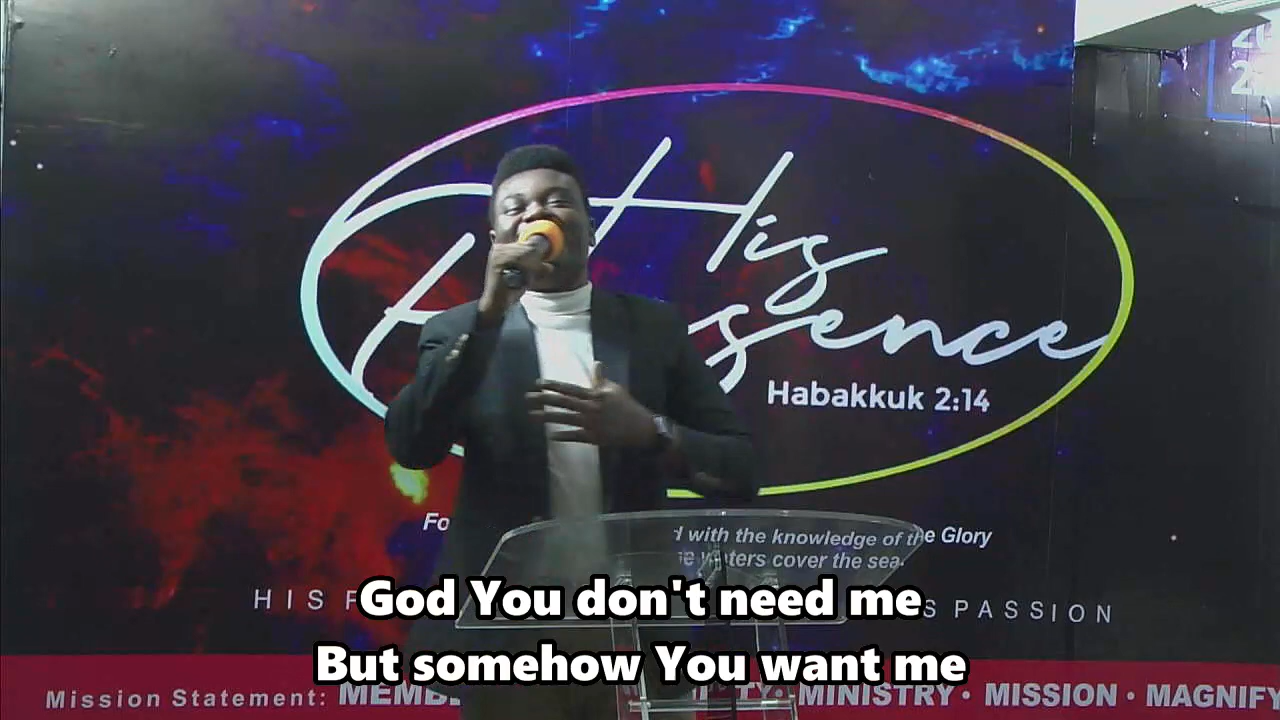 His
Habakkuk 2:14
with the knowledge of the Glory
cover the sea.
God You don't need me
HIS PASSION
But somehow You want me
Mission Statement: MINISTRY · MISSION · MAGNIFY